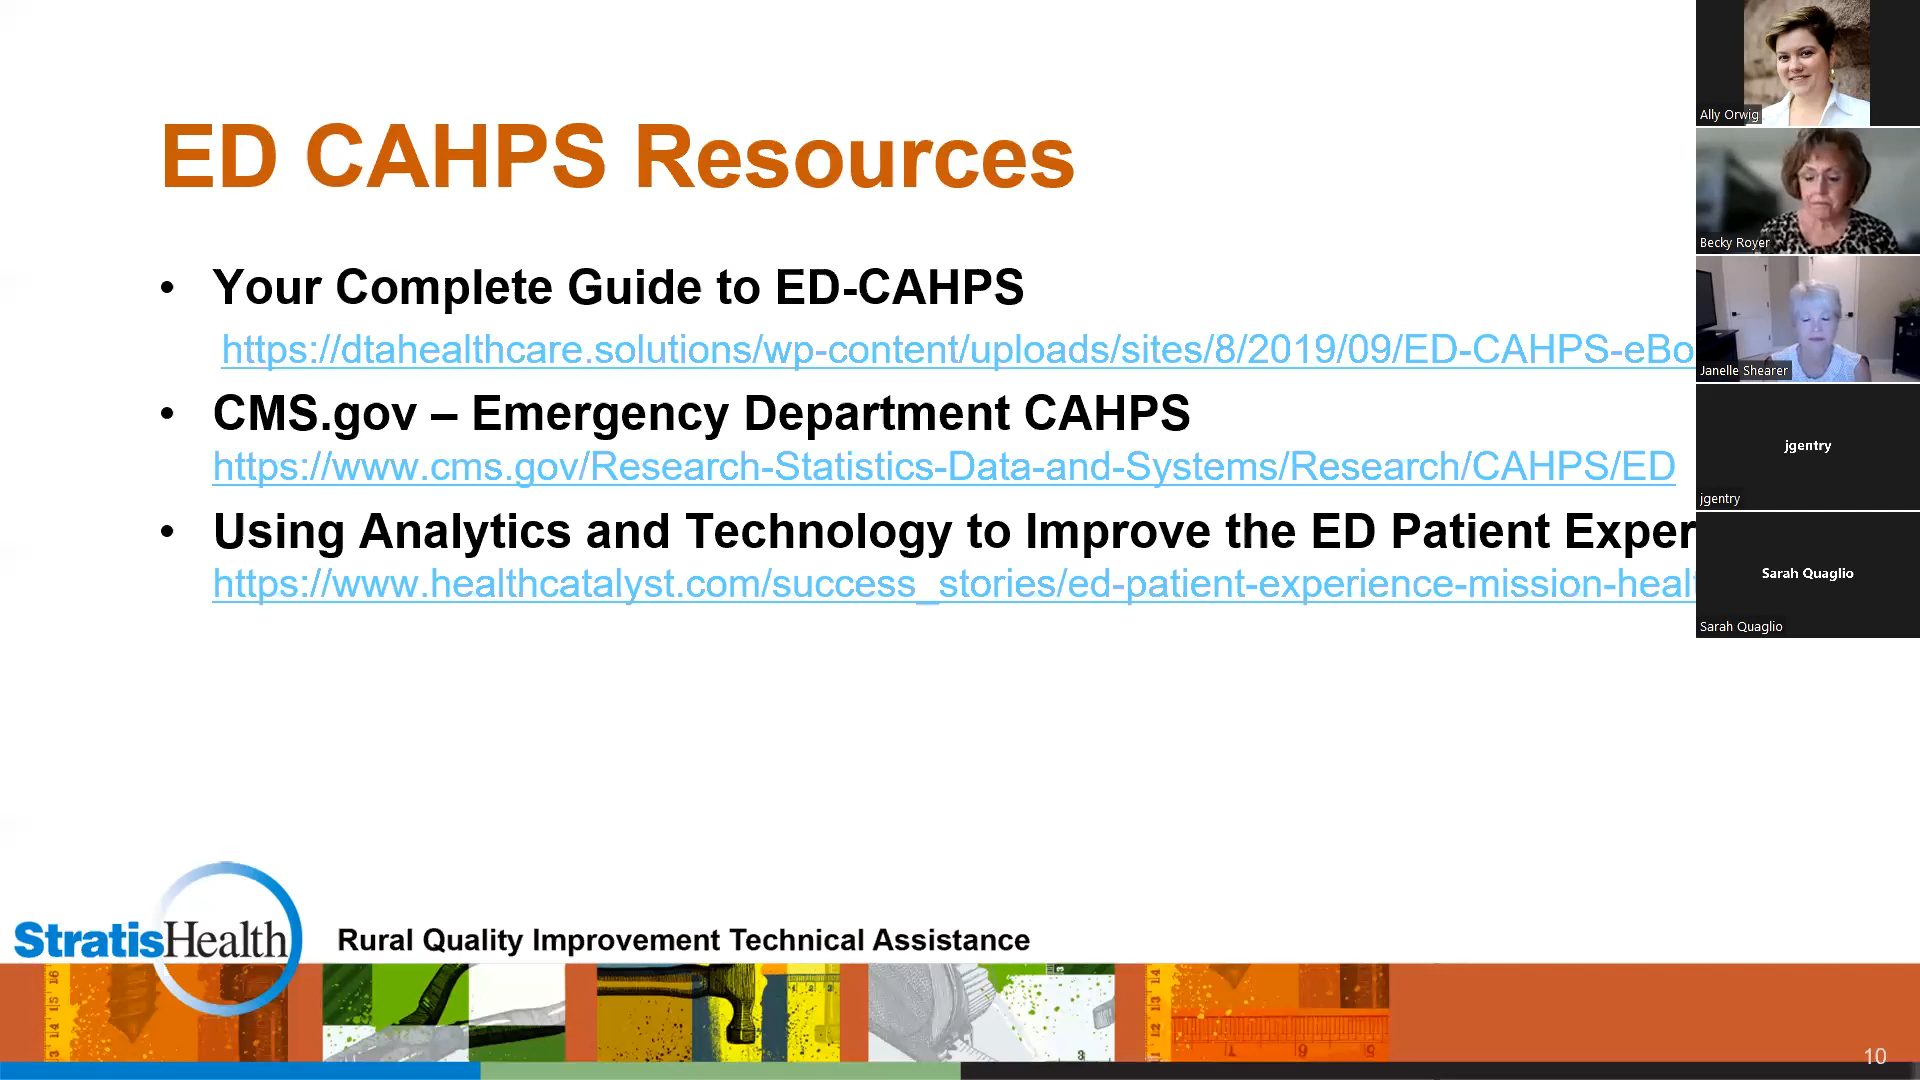 ED CAHPS Resources
• Your Complete Guide to ED-CAHPS
https://dtahealthcare.solutions/wp-content/uploads/sites/8/2019/09/ED-CAHPS-eBo
• CMS.gov – Emergency Department CAHPS
https://www.cms.gov/Research-Statistics-Data-and-Systems/Research/CAHPS/ED
• Using Analytics and Technology to Improve the ED Patient Exper
https://www.healthcatalyst.com/success_stories/ed-patient-experience-mission-heal
StratisHealth
Rural Quality Improvement Technical Assistance
10
Ally Orwig
Becky Royer
Janelle Shearer
jgentry
jgentry
Sarah Quaglio
Sarah Quaglio